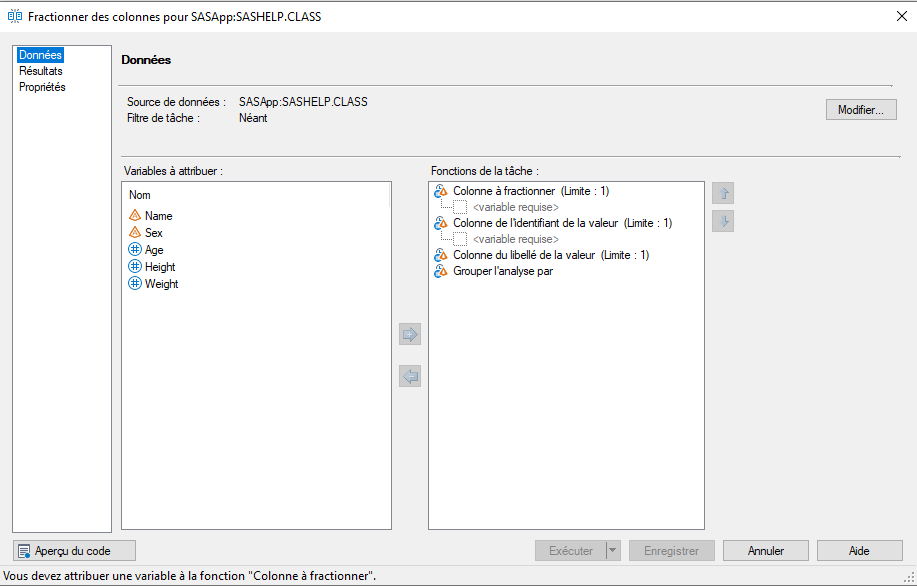 Fractionner des colonnes pour SASApp:SASHELP.CLASS
Données
Résultats
Propriétés
Données
Source de données : SASApp:SASHELP.CLASS
Filtre de tâche : Néant
Modifier...
Variables à attribuer :
Nom
Name
Sex
Age
Height
Weight
Fonctions de la tâche :
Colonne à fractionner (Limite : 1)
<variable requise>
Colonne de l'identifiant de la valeur (Limite : 1)
<variable requise>
Colonne du libellé de la valeur (Limite : 1)
Grouper l'analyse par
Aperçu du code
Exécuter
Enregistrer
Annuler
Aide
Vous devez attribuer une variable à la fonction "Colonne à fractionner".